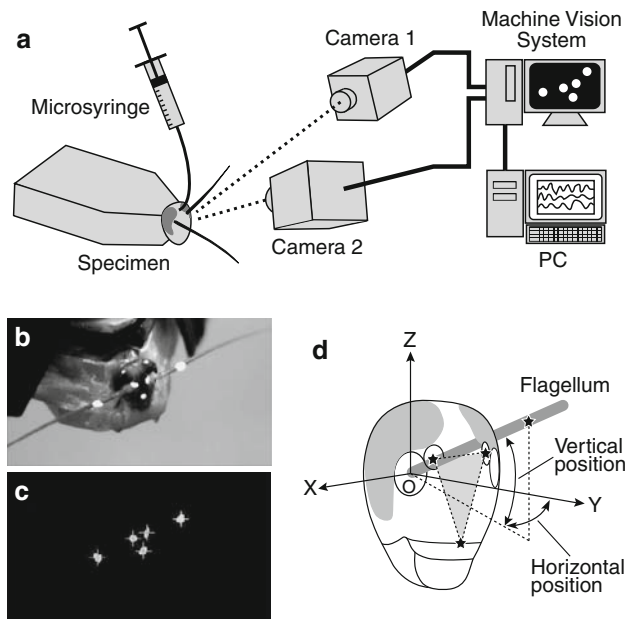 a
Machine Vision
System
Camera 1
Microsyringe
Camera 2
Specimen
PC
b
c
d
Z
Flagellum
Vertical
position
X
O
Y
Horizontal
position